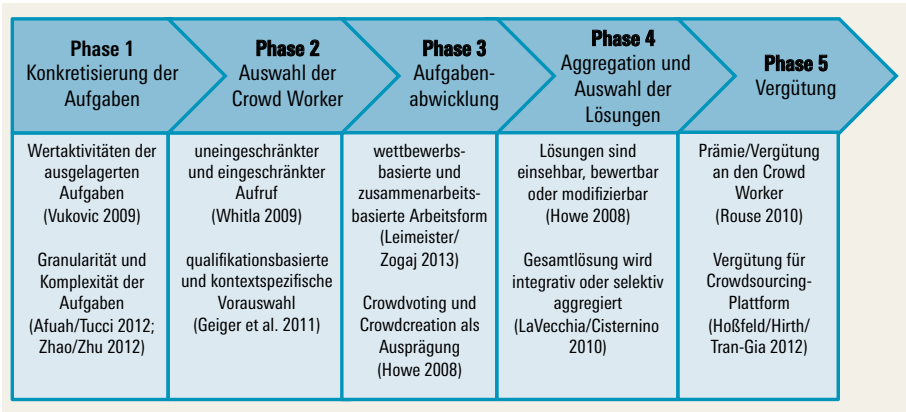 Phase 1
Konkretisierung der
Aufgaben
Phase 2
Auswahl der
Crowd Worker
Phase 3
Aufgaben-
abwicklung
Phase 4
Aggregation und
Auswahl der
Lösungen
Phase 5
Vergütung
Wertaktivitäten der
ausgelagerten
Aufgaben
(Vukovic 2009)
Granularität und
Komplexität der
Aufgaben
(Afuah/Tucci 2012;
Zhao/Zhu 2012)
uneingeschränkter
und eingeschränkter
Aufruf
(Whitla 2009)
qualifikationsbasierte
und kontextspezifische
Vorauswahl
(Geiger et al. 2011)
wettbewerbs-
basierte und
zusammenarbeits-
basierte Arbeitsform
(Leimeister/
Zogaj 2013)
Crowdvoting und
Crowdcreation als
Ausprägung
(Howe 2008)
Lösungen sind
einsehbar, bewertbar
oder modifizierbar
(Howe 2008)
Gesamtlösung wird
integrativ oder selektiv
aggregiert
(LaVecchia/Cisternino
2010)
Prämie/Vergütung
an den Crowd
Worker
(Rouse 2010)
Vergütung für
Crowdsourcing-
Plattform
(Hoßfeld/Hirth/
Tran-Gia 2012)